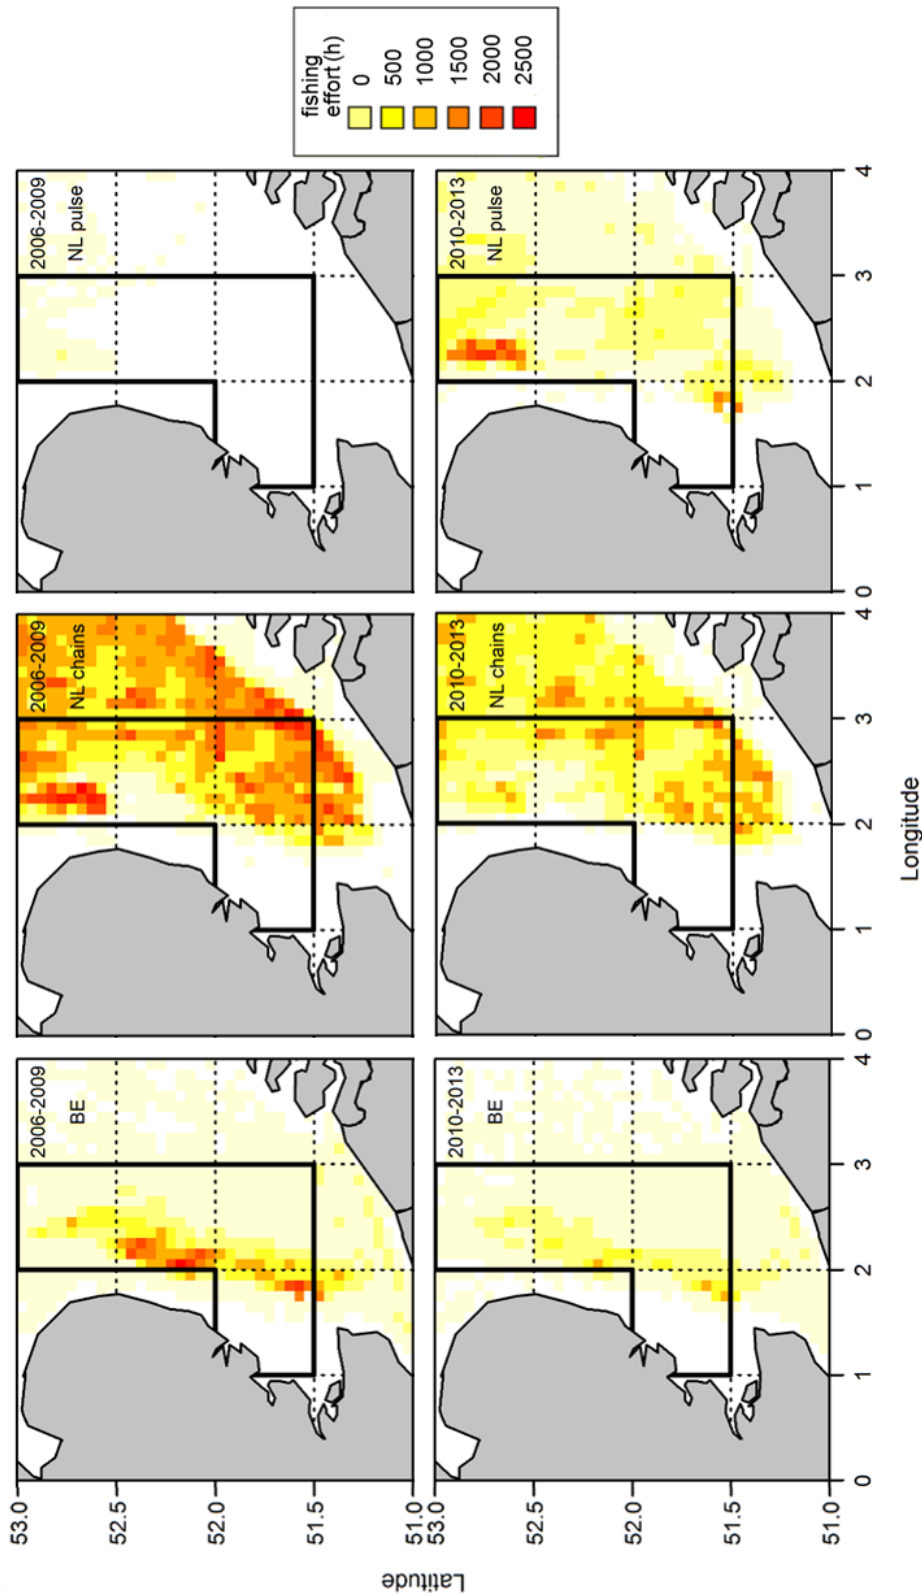 2006-2009
BE
2006-2009
NL chains
2006-2009
NL pulse
fishing
effort (h)
0
500
1000
1500
2000
2500
53.0
52.5
52.0
51.5
51.0
2010-2013
BE
2010-2013
NL chains
2010-2013
NL pulse
53.0
52.5
52.0
51.5
51.0
0 1 2 3 4
0 1 2 3 4
0 1 2 3 4
Latitude
Longitude